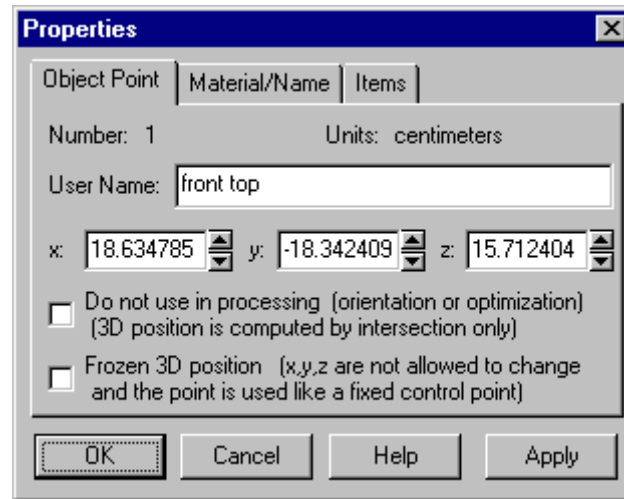 Properties
Object Point Material/Name Items
Number: 1 Units: centimeters
User Name: front top
x: 18.634785 y: -18.342409 z: 15.712404
Do not use in processing (orientation or optimization)
(3D position is computed by intersection only)
Frozen 3D position (x,y,z are not allowed to change
and the point is used like a fixed control point)
OK Cancel Help Apply